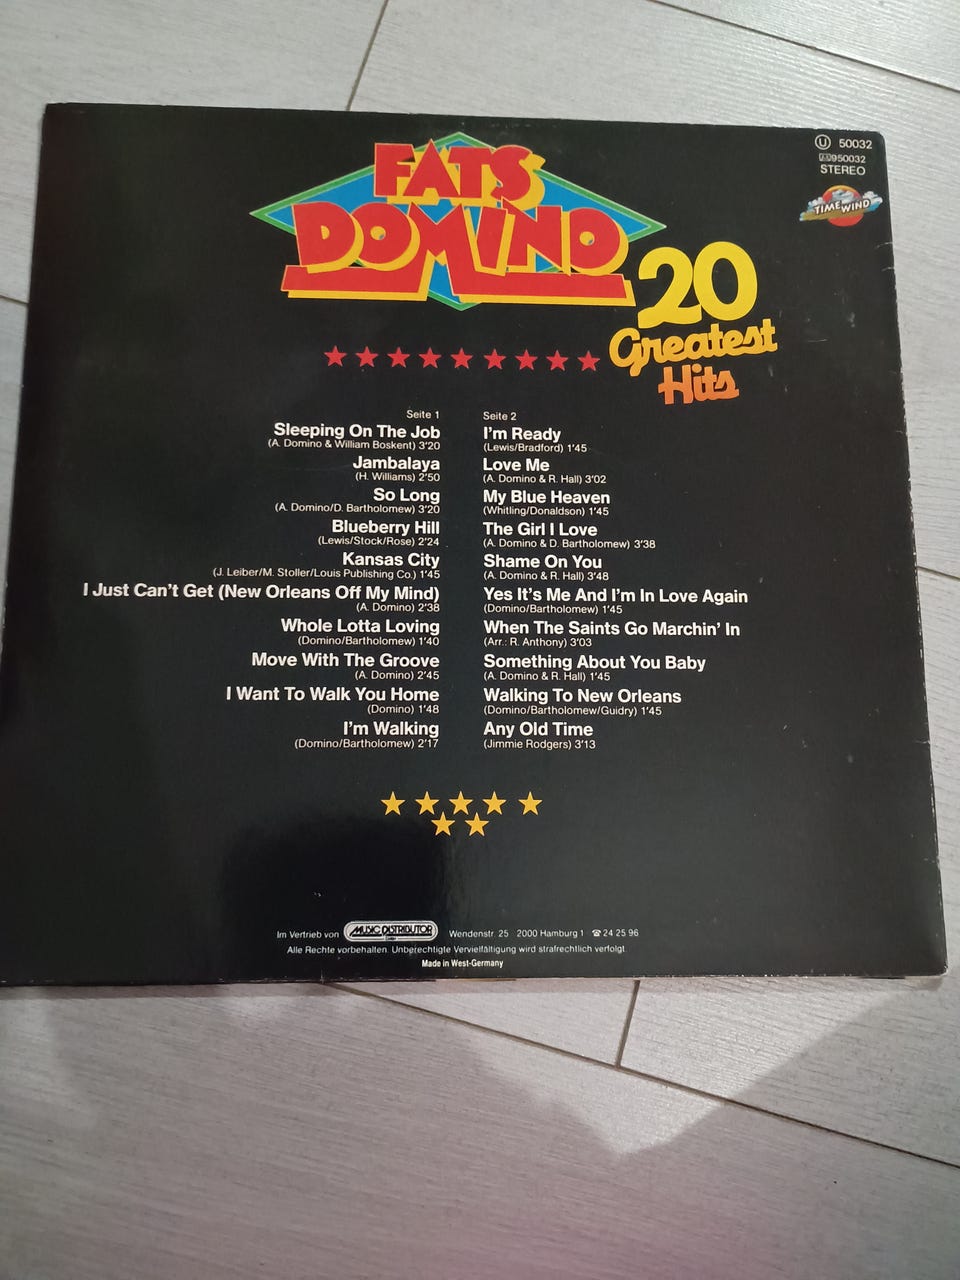 FATS
DOMINO
20
Greatest
Hits
U 50032
950032
STEREO
TIME WIND
Seite 1
Sleeping On The Job
(A. Domino & William Boskent) 3'20
Jambalaya
(H. Williams) 2'50
So Long
(A. Domino/D. Bartholomew) 3'20
Blueberry Hill
(Lewis/Stock/Rose) 2'24
Kansas City
(J. Leiber/M. Stoller/Louis Publishing Co.) 1'45
I Just Can't Get (New Orleans Off My Mind)
(A. Domino) 2'38
Whole Lotta Loving
(Domino/Bartholomew) 1'40
Move With The Groove
(A. Domino) 2'45
I Want To Walk You Home
(Domino) 1'48
I'm Walking
(Domino/Bartholomew) 2'17
Seite 2
I'm Ready
(Lewis/Bradford) 1'45
Love Me
(A. Domino & R. Hall) 3'02
My Blue Heaven
(Whitling/Donaldson) 1'45
The Girl I Love
(A. Domino & D. Bartholomew) 3'38
Shame On You
(A. Domino & R. Hall) 3'48
Yes It's Me And I'm In Love Again
(Domino/Bartholomew) 1'45
When The Saints Go Marchin' In
(Arr.: R. Anthony) 3'03
Something About You Baby
(A. Domino & R. Hall) 1'45
Walking To New Orleans
(Domino/Bartholomew/Guidry) 1'45
Any Old Time
(Jimmie Rodgers) 3'13
Im Vertrieb von MUSIC DISTRIBUTOR Wendenstr. 25 2000 Hamburg 1 ☎ 24 25 96
Alle Rechte vorbehalten. Unberechtigte Vervielfältigung wird strafrechtlich verfolgt.
Made in West-Germany